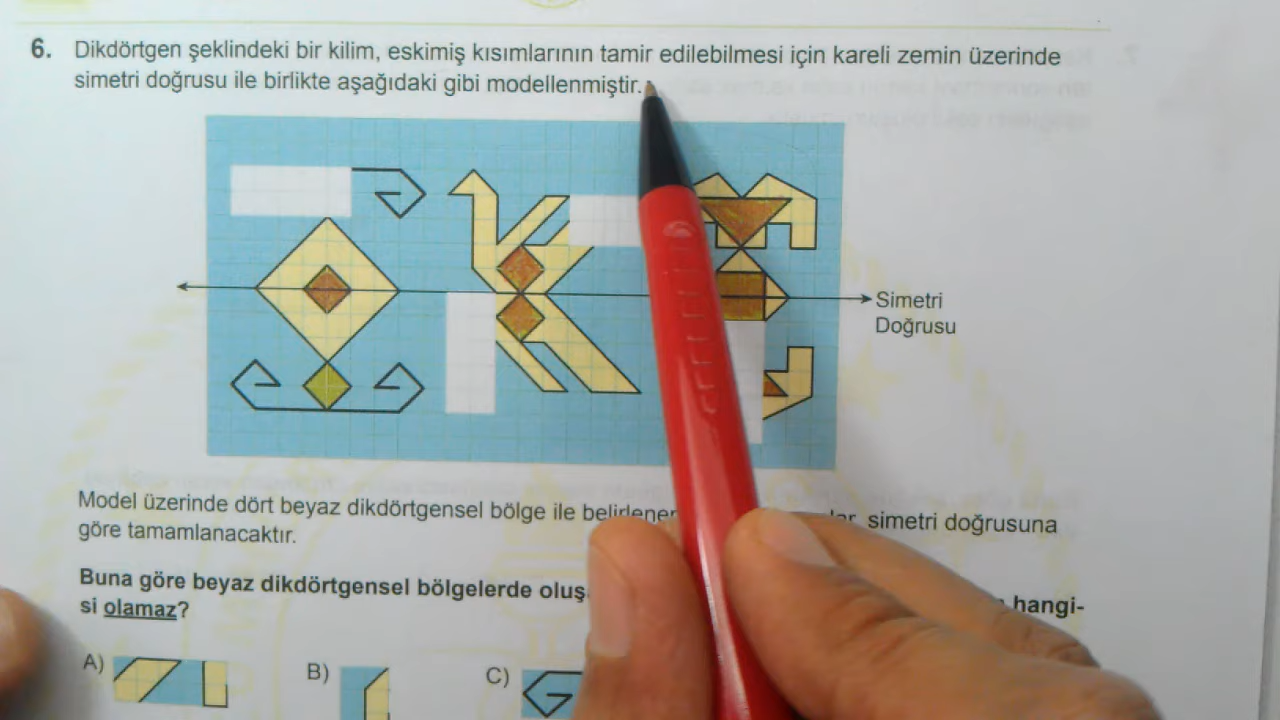 6. Dikdörtgen şeklindeki bir kilim, eskimiş kısımlarının tamir edilebilmesi için kareli zemin üzerinde
simetri doğrusu ile birlikte aşağıdaki gibi modellenmiştir.
Simetri
Doğrusu
Model üzerinde dört beyaz dikdörtgensel bölge ile simetri doğrusuna
göre tamamlanacaktır.
Buna göre beyaz dikdörtgensel bölgelerde hangi-
si olamaz?
A)
B)
C)